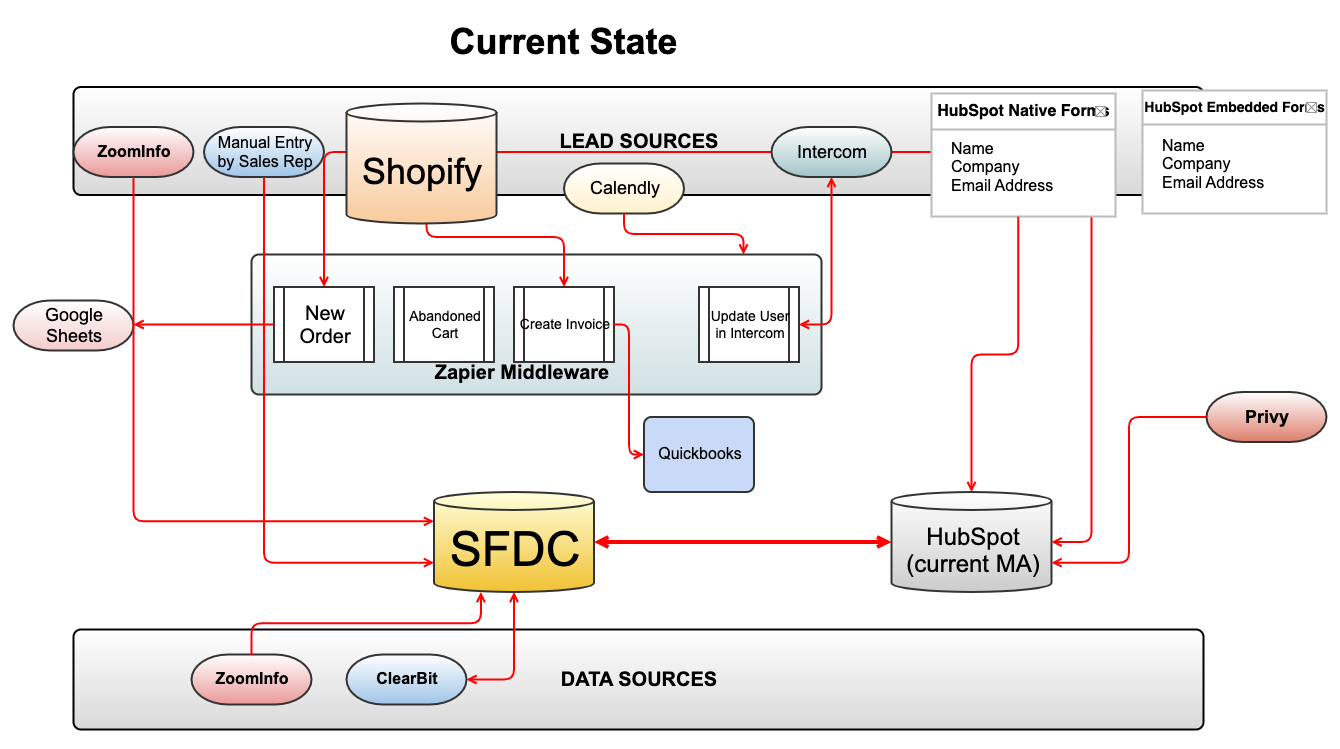 Current State
ZoomInfo
Manual Entry
by Sales Rep
Shopify
LEAD SOURCES
Calendly
Intercom
HubSpot Native Forms
Name
Company
Email Address
HubSpot Embedded Forms
Name
Company
Email Address
Google
Sheets
New
Order
Abandoned
Cart
Create Invoice
Update User
in Intercom
Zapier Middleware
Quickbooks
Privy
SFDC
HubSpot
(current MA)
ZoomInfo
ClearBit
DATA SOURCES